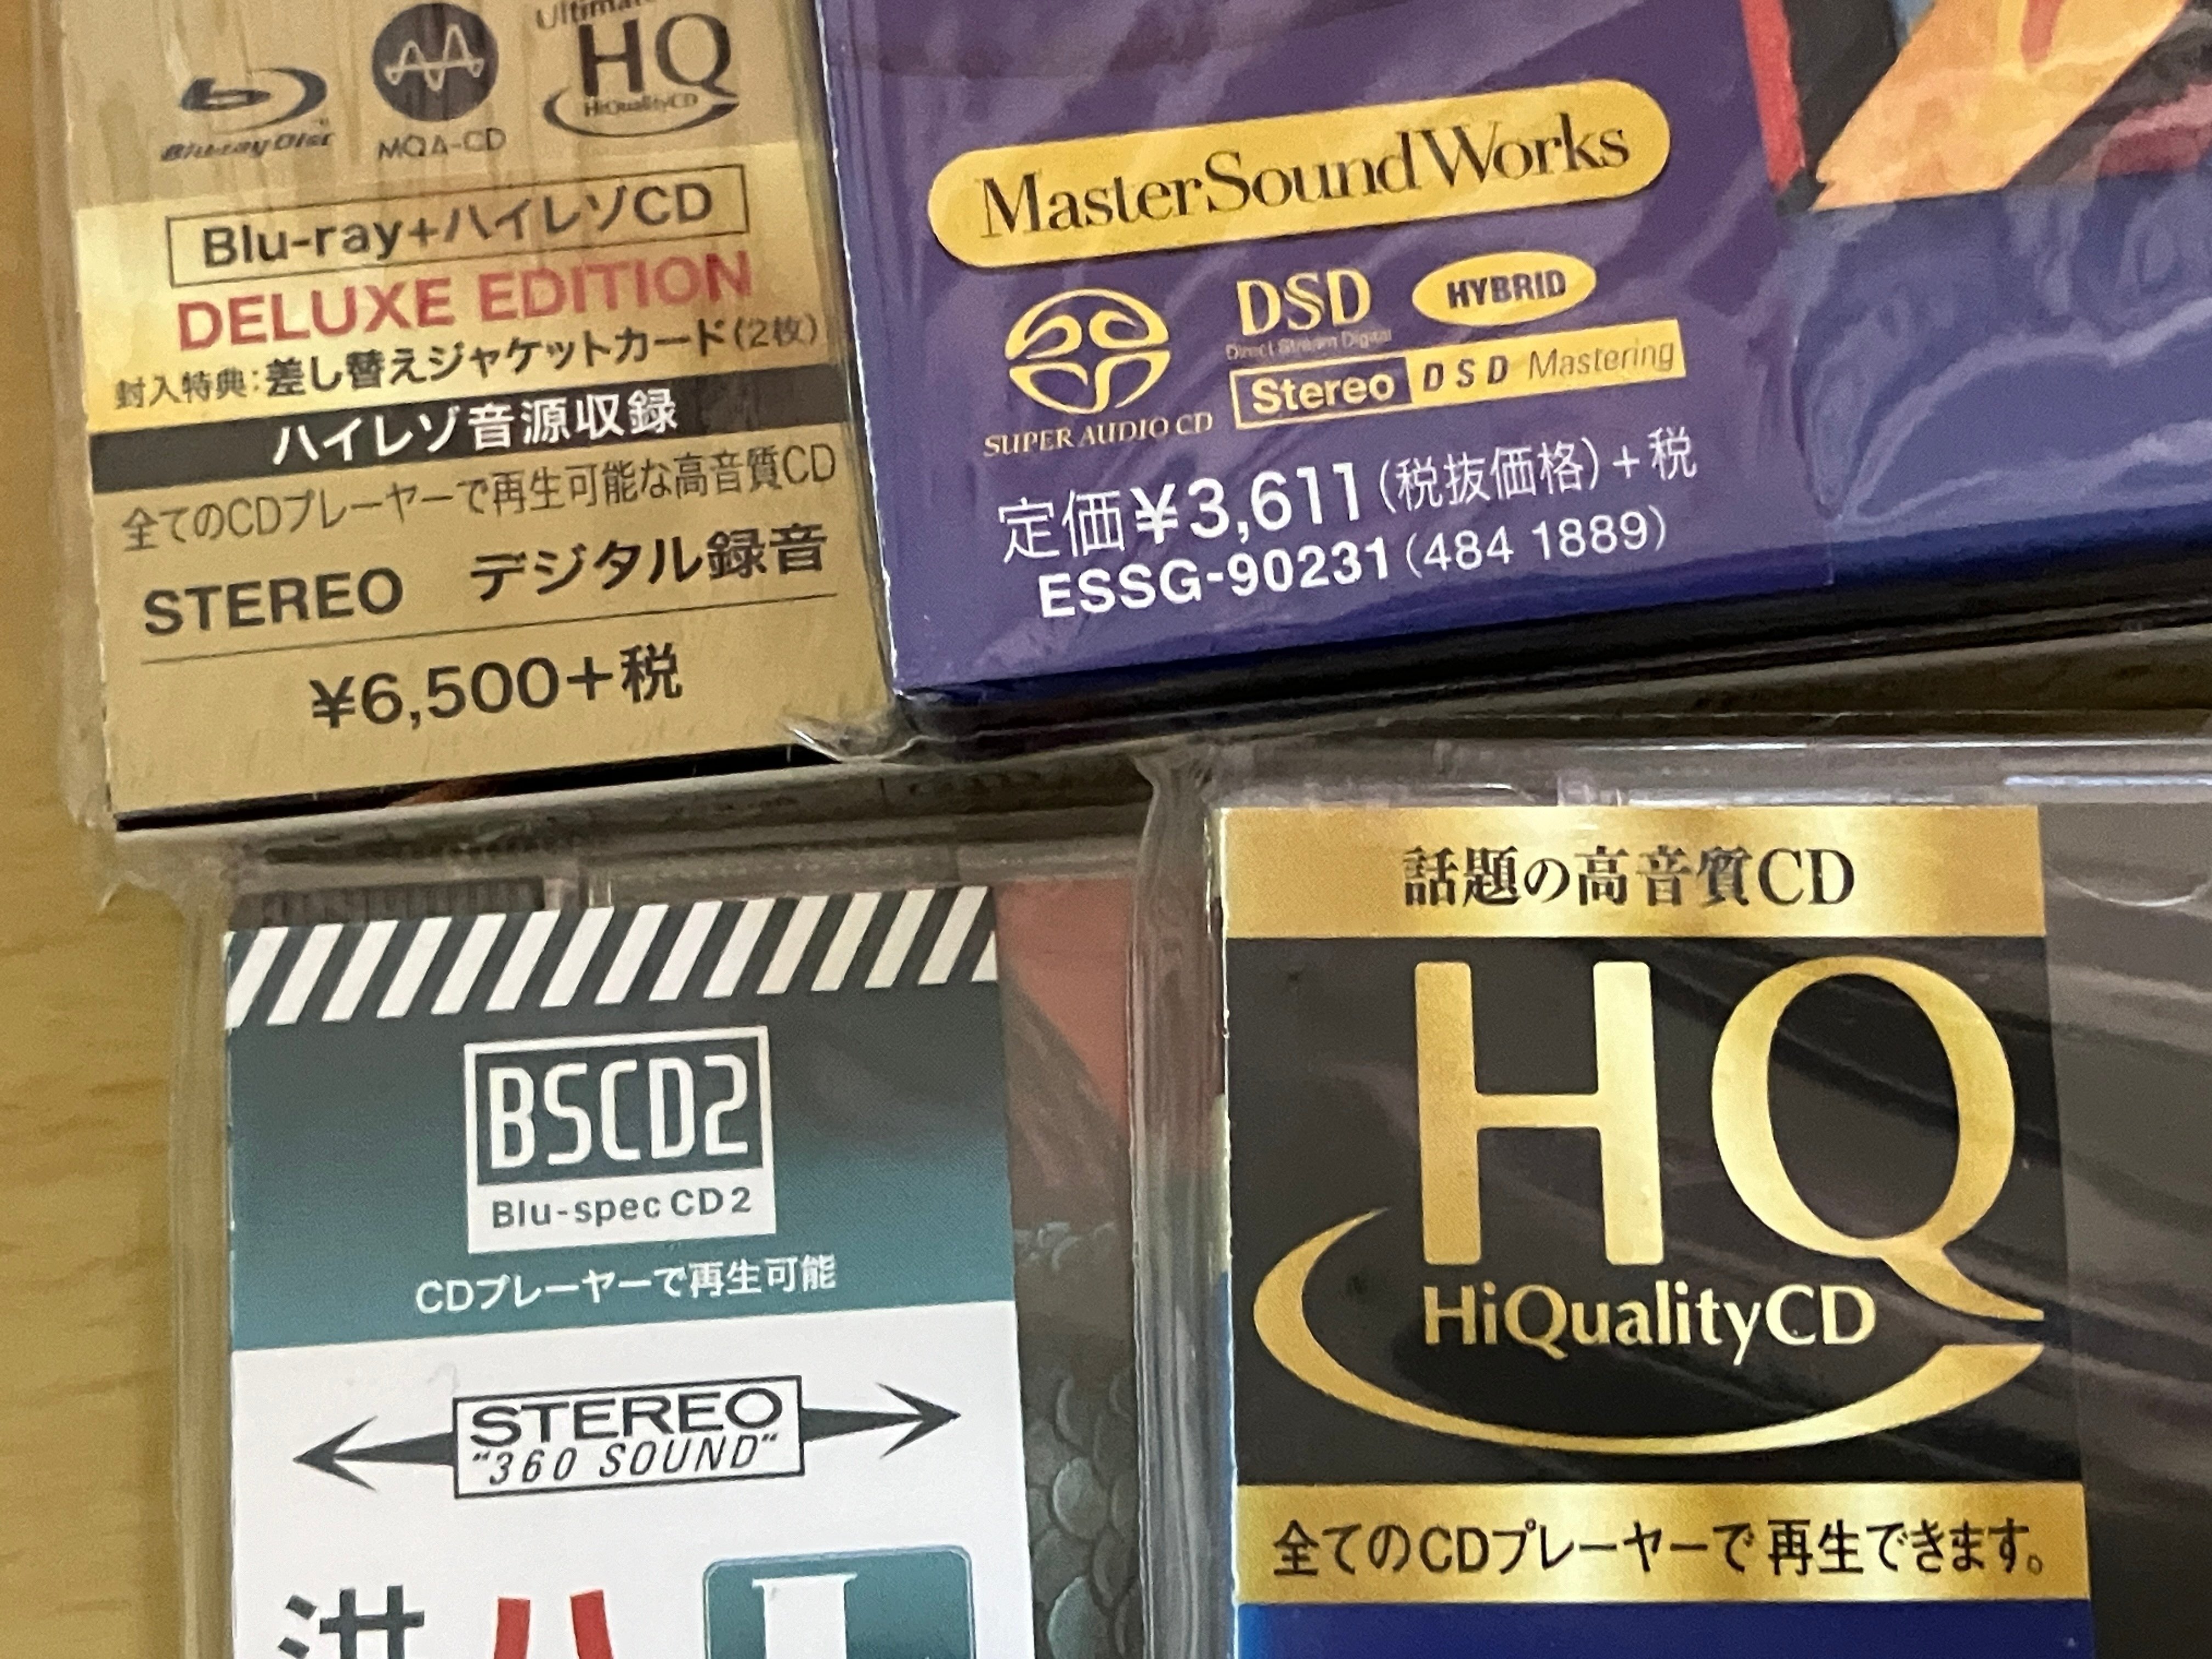 Ultimate
HQ
HiQualityCD
Blu-ray Disc
MQA-CD
Blu-ray+ハイレゾCD
DELUXE EDITION
封入特典:差し替えジャケットカード(2枚)
ハイレゾ音源収録
全てのCDプレーヤーで再生可能な高音質CD
STEREO デジタル録音
¥6,500+税
MasterSound Works
SUPER AUDIO CD
DSD
Direct Stream Digital
HYBRID
Stereo DSD Mastering
定価¥3,611(税抜価格)+税
ESSG-90231(484 1889)
BSCD2
Blu-spec CD2
CDプレーヤーで再生可能
STEREO
"360 SOUND"
話題の高音質CD
HQ
HiQualityCD
全てのCDプレーヤーで再生できます。